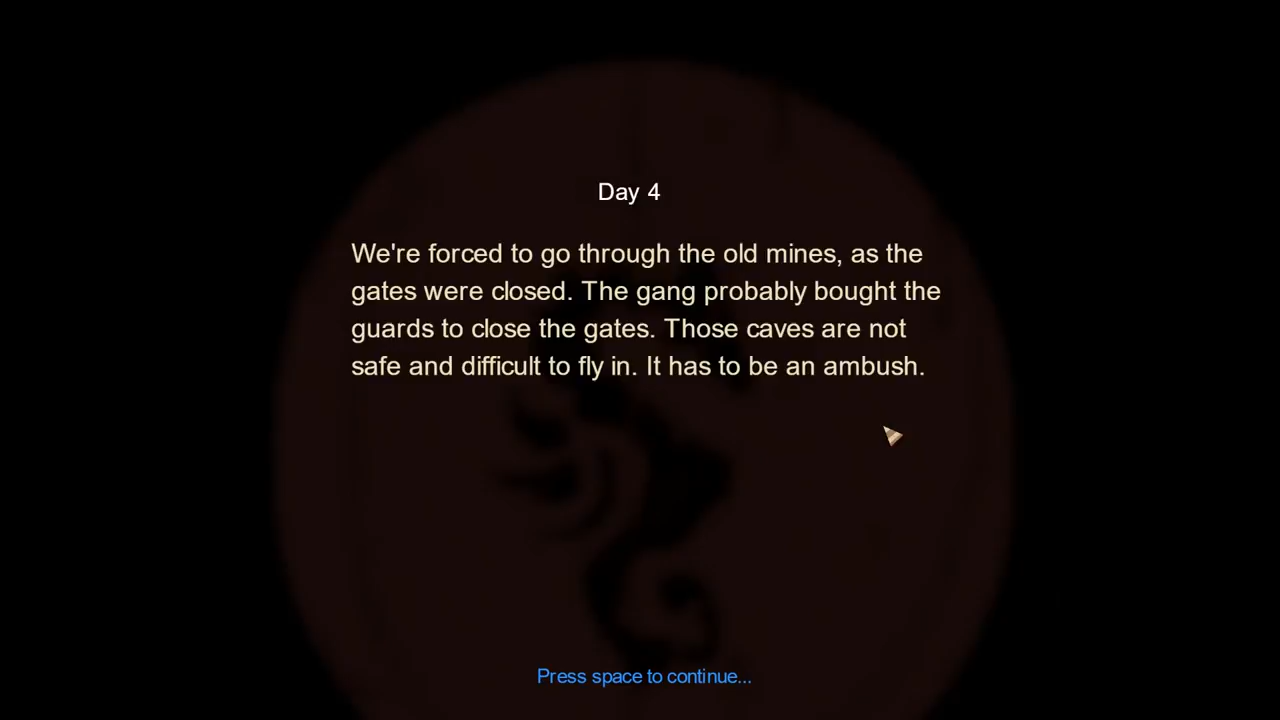 Day 4
We're forced to go through the old mines, as the
gates were closed. The gang probably bought the
guards to close the gates. Those caves are not
safe and difficult to fly in. It has to be an ambush.
Press space to continue...